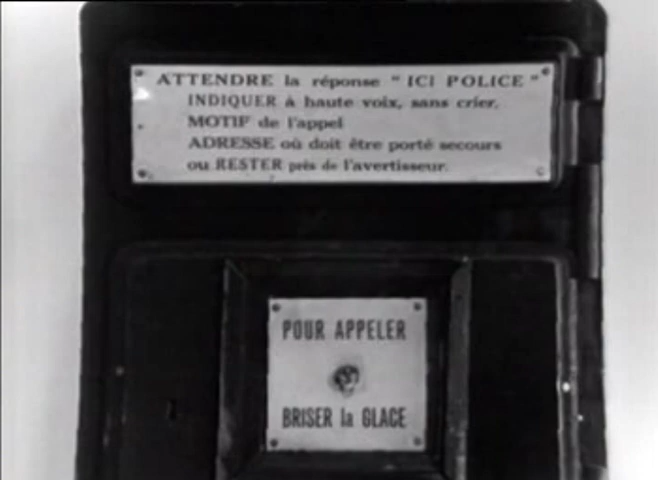 ATTENDRE la réponse " ICI POLICE "
INDIQUER à haute voix, sans crier.
MOTIF de l'appel
ADRESSE où doit être porté secours
ou RESTER près de l'avertisseur.
POUR APPELER
BRISER la GLACE